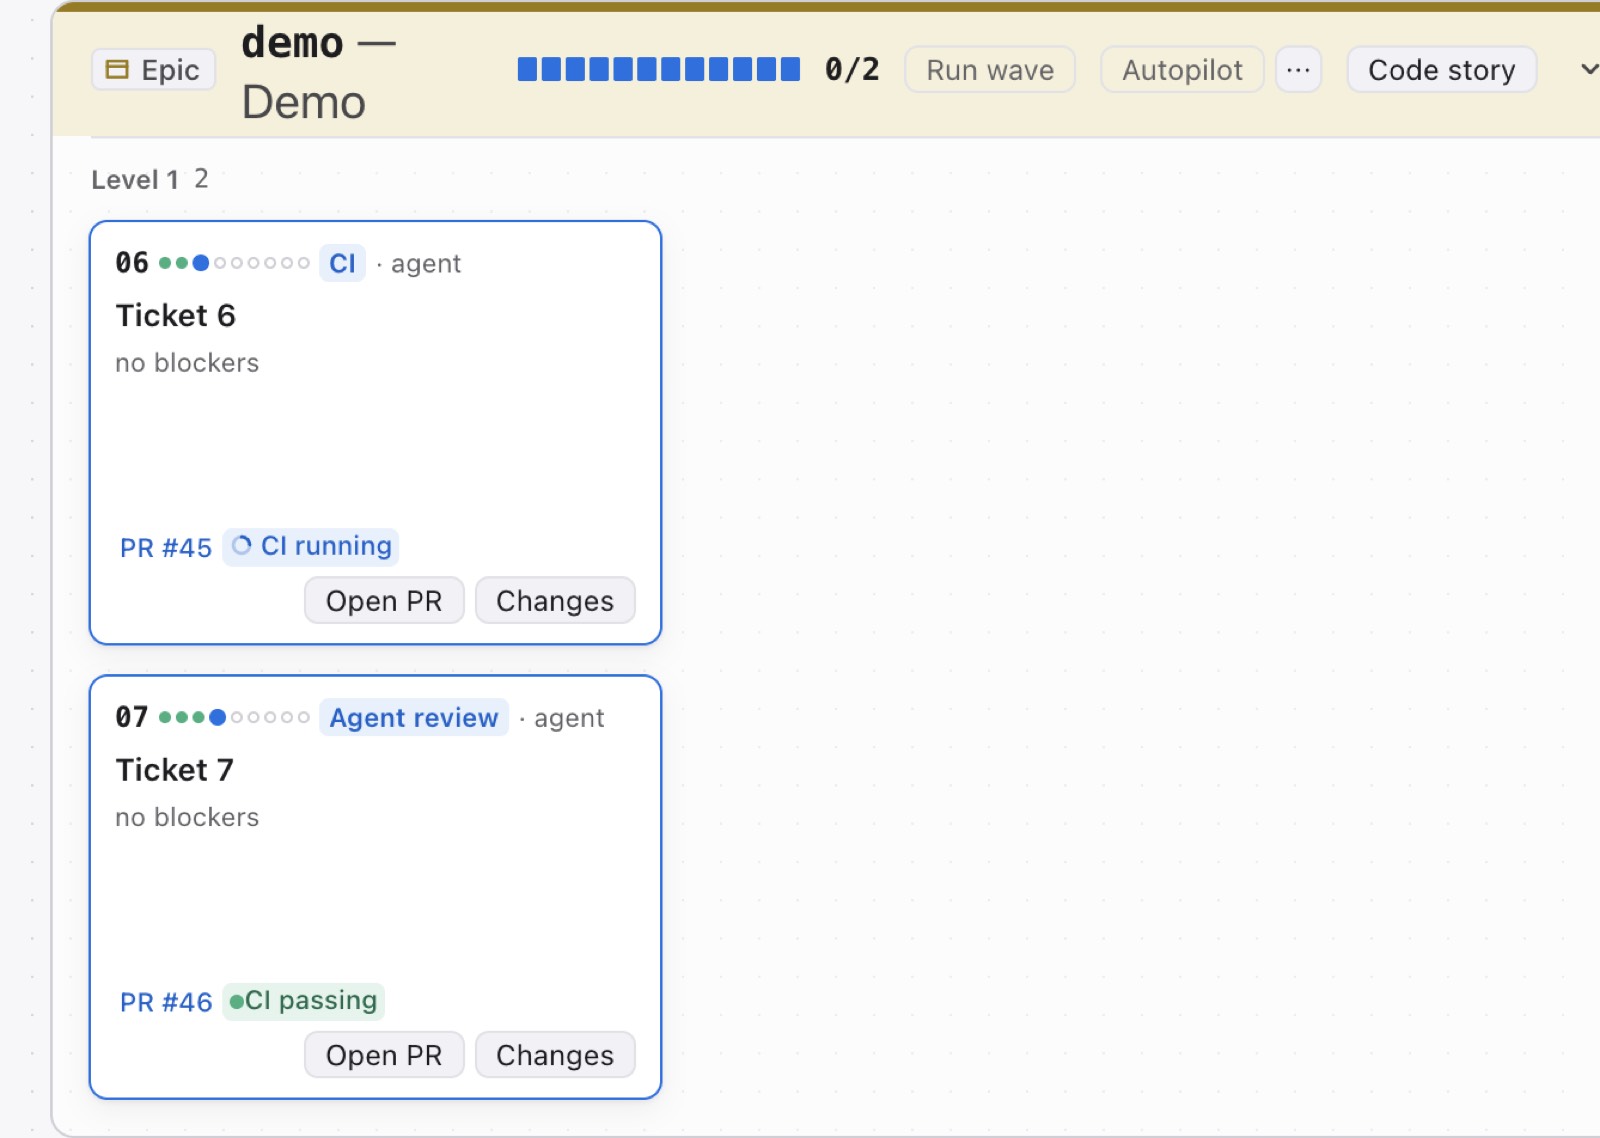 Epic demo — 0/2 Run wave Autopilot ... Code story
Demo
Level 1 2
06 CI · agent
Ticket 6
no blockers
PR #45 CI running
Open PR Changes
07 Agent review · agent
Ticket 7
no blockers
PR #46 CI passing
Open PR Changes